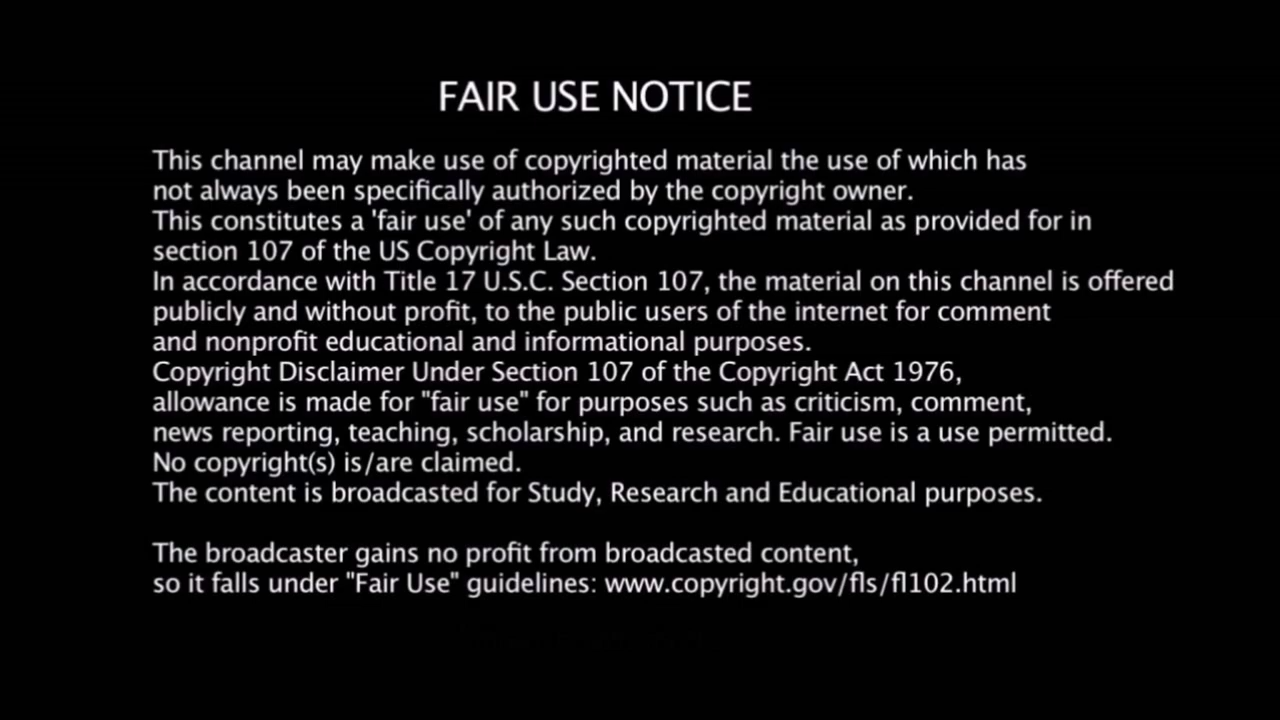 FAIR USE NOTICE
This channel may make use of copyrighted material the use of which has
not always been specifically authorized by the copyright owner.
This constitutes a 'fair use' of any such copyrighted material as provided for in
section 107 of the US Copyright Law.
In accordance with Title 17 U.S.C. Section 107, the material on this channel is offered
publicly and without profit, to the public users of the internet for comment
and nonprofit educational and informational purposes.
Copyright Disclaimer Under Section 107 of the Copyright Act 1976,
allowance is made for "fair use" for purposes such as criticism, comment,
news reporting, teaching, scholarship, and research. Fair use is a use permitted.
No copyright(s) is/are claimed.
The content is broadcasted for Study, Research and Educational purposes.
The broadcaster gains no profit from broadcasted content,
so it falls under "Fair Use" guidelines: www.copyright.gov/fls/fl102.html